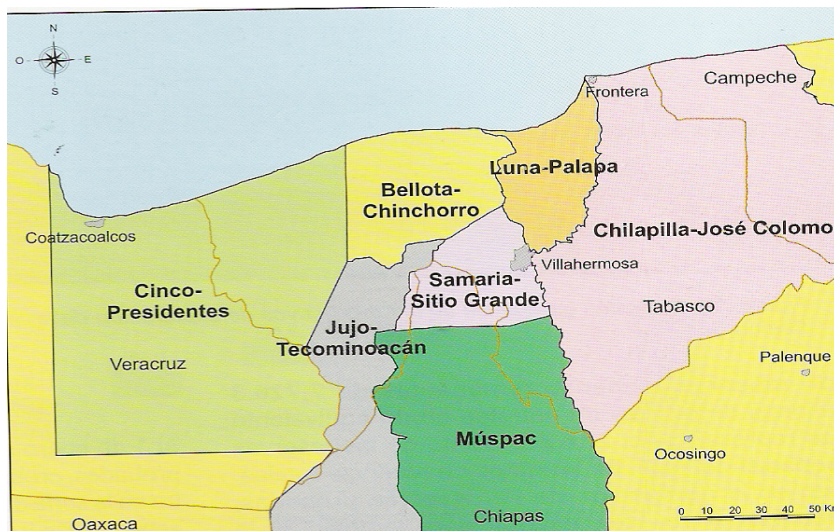 N
O
E
S
Frontera
Campeche
Luna-Palapa
Bellota-
Chinchorro
Coatzacoalcos
Chilapilla-José Colomo
Villahermosa
Cinco-
Presidentes
Samaria-
Sitio Grande
Tabasco
Jujo-
Tecominoacán
Veracruz
Palenque
Múspac
Ocosingo
Oaxaca
Chiapas
0 10 20 30 40 50